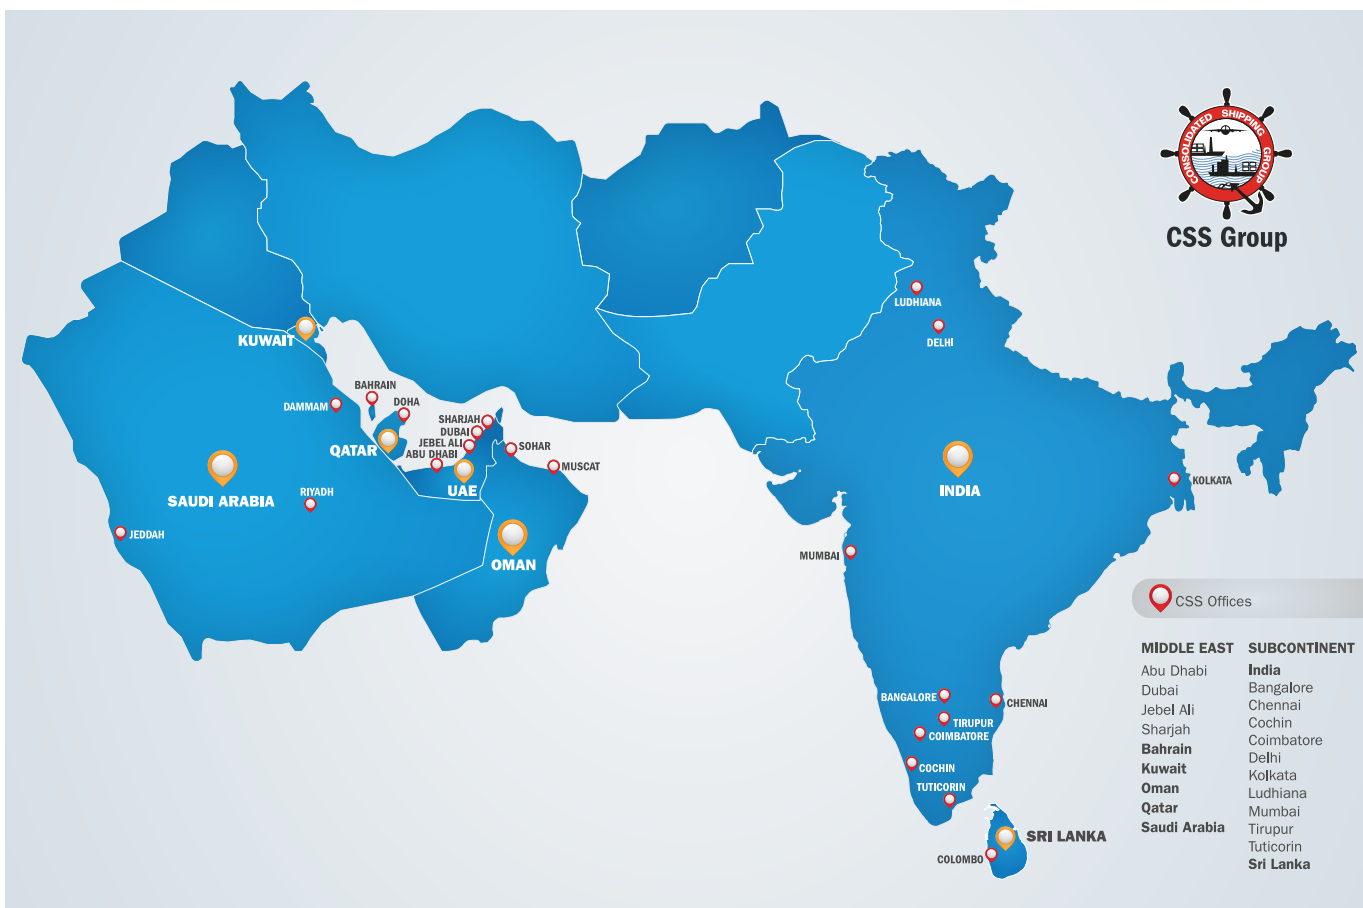 CONSOLIDATED SHIPPING GROUP
CSS Group
LUDHIANA
DELHI
KUWAIT
BAHRAIN
DOHA
DAMMAM
SHARJAH
DUBAI
JEBEL ALI
ABU DHABI
QATAR
SOHAR
MUSCAT
UAE
SAUDI ARABIA
RIYADH
JEDDAH
OMAN
INDIA
KOLKATA
MUMBAI
BANGALORE
CHENNAI
TIRUPUR
COIMBATORE
COCHIN
TUTICORIN
SRI LANKA
COLOMBO
CSS Offices
MIDDLE EAST
Abu Dhabi
Dubai
Jebel Ali
Sharjah
Bahrain
Kuwait
Oman
Qatar
Saudi Arabia
SUBCONTINENT
India
Bangalore
Chennai
Cochin
Coimbatore
Delhi
Kolkata
Ludhiana
Mumbai
Tirupur
Tuticorin
Sri Lanka